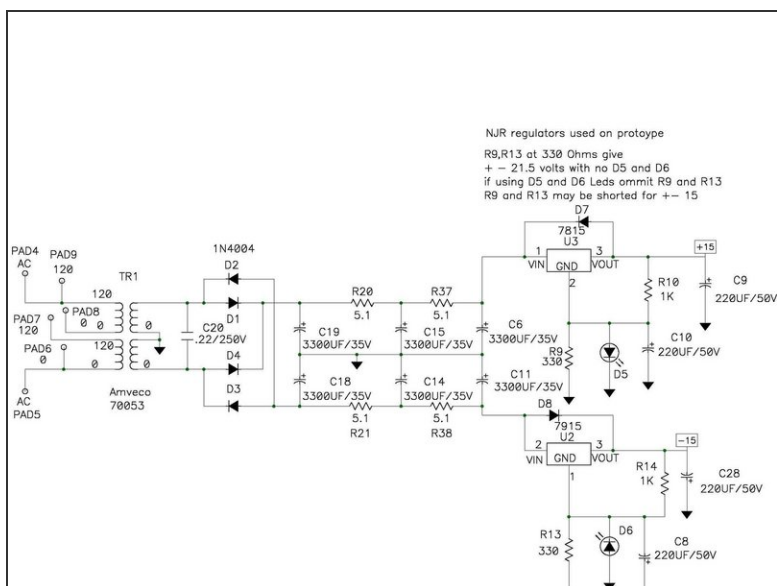 NJR regulators used on protoype
R9,R13 at 330 Ohms give
+ − 21.5 volts with no D5 and D6
if using D5 and D6 Leds ommit R9 and R13
R9 and R13 may be shorted for +− 15
D7
7815
U3
1
3
VIN
GND
VOUT
2
+15
R10
1K
C9
220UF/50V
C10
220UF/50V
R9
330
D5
PAD4
AC
PAD9
120
TR1
120
PAD8
0
0
0
PAD7
120
120
PAD6
0
0
0
AC
PAD5
Amveco
70053
1N4004
D2
D1
C20
.22/250V
D4
D3
R20
5.1
R37
5.1
C19
3300UF/35V
C15
3300UF/35V
C6
3300UF/35V
C18
3300UF/35V
C14
3300UF/35V
C11
3300UF/35V
5.1
R21
5.1
R38
D8
7915
U2
2
3
VIN
GND
VOUT
1
−15
R14
1K
C28
220UF/50V
R13
330
D6
C8
220UF/50V